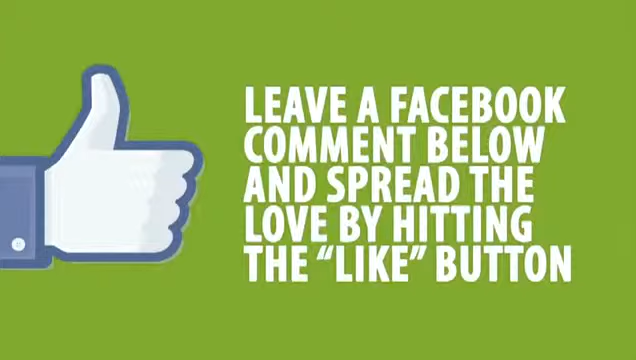 LEAVE A FACEBOOK
COMMENT BELOW
AND SPREAD THE
LOVE BY HITTING
THE “LIKE” BUTTON